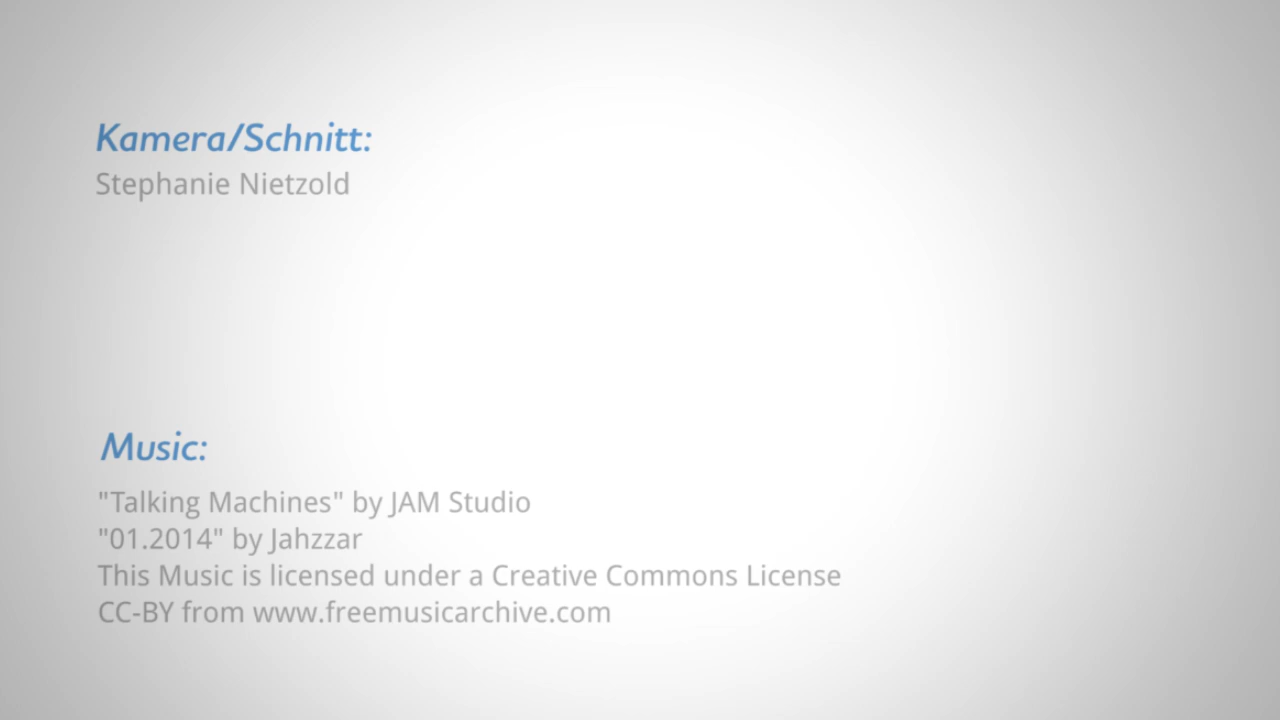 Kamera/Schnitt:
Stephanie Nietzold
Music:
"Talking Machines" by JAM Studio
"01.2014" by Jahzzar
This Music is licensed under a Creative Commons License
CC-BY from www.freemusicarchive.com